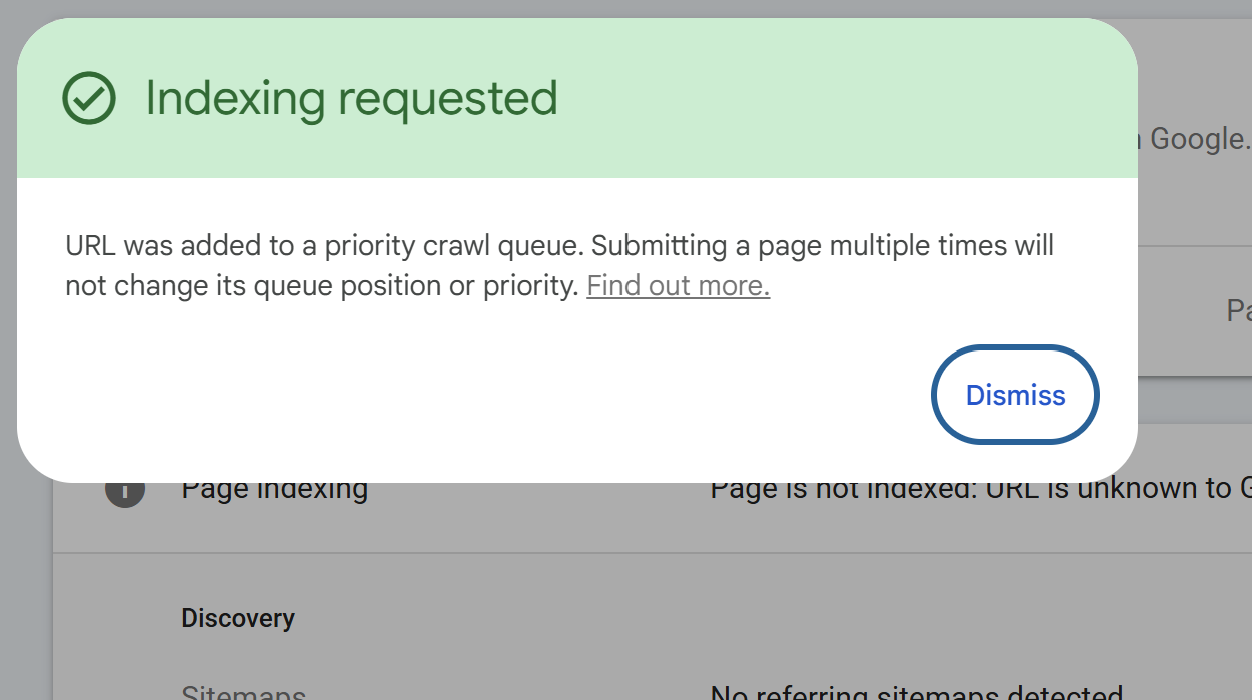 Indexing requested
Google.
URL was added to a priority crawl queue. Submitting a page multiple times will
not change its queue position or priority. Find out more.
Dismiss
Page indexing
Page is not indexed: URL is unknown to
Discovery
Sitemaps
No referring sitemaps detected